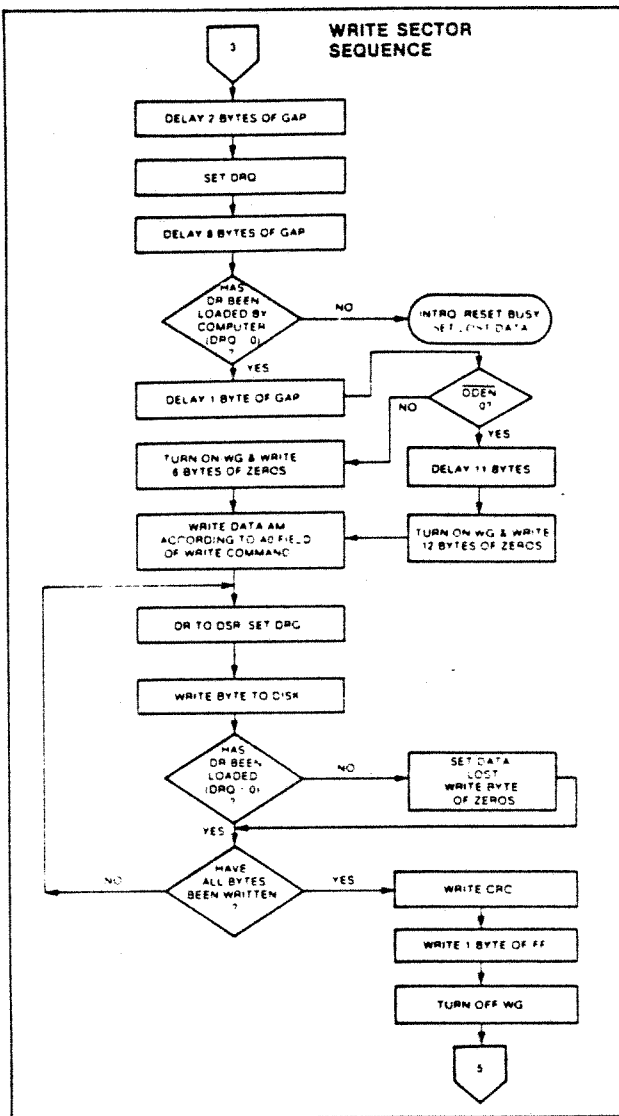 WRITE SECTOR
SEQUENCE
3
DELAY 2 BYTES OF GAP
SET DRQ
DELAY 8 BYTES OF GAP
HAS
DR BEEN
LOADED BY
COMPUTER
(DRQ 0)
?
NO
INTRQ RESET BUSY
SET LOST DATA
YES
DELAY 1 BYTE OF GAP
DDEN
0?
NO
YES
TURN ON WG & WRITE
6 BYTES OF ZEROS
DELAY 11 BYTES
WRITE DATA AM
ACCORDING TO A0 FIELD
OF WRITE COMMAND
TURN ON WG & WRITE
12 BYTES OF ZEROS
DR TO DSR SET DRQ
WRITE BYTE TO DISK
HAS
DR BEEN
LOADED
(DRQ 0)
?
NO
SET DATA
LOST
WRITE BYTE
OF ZEROS
YES
HAVE
ALL BYTES
BEEN WRITTEN
?
NO
YES
WRITE CRC
WRITE 1 BYTE OF FF
TURN OFF WG
5